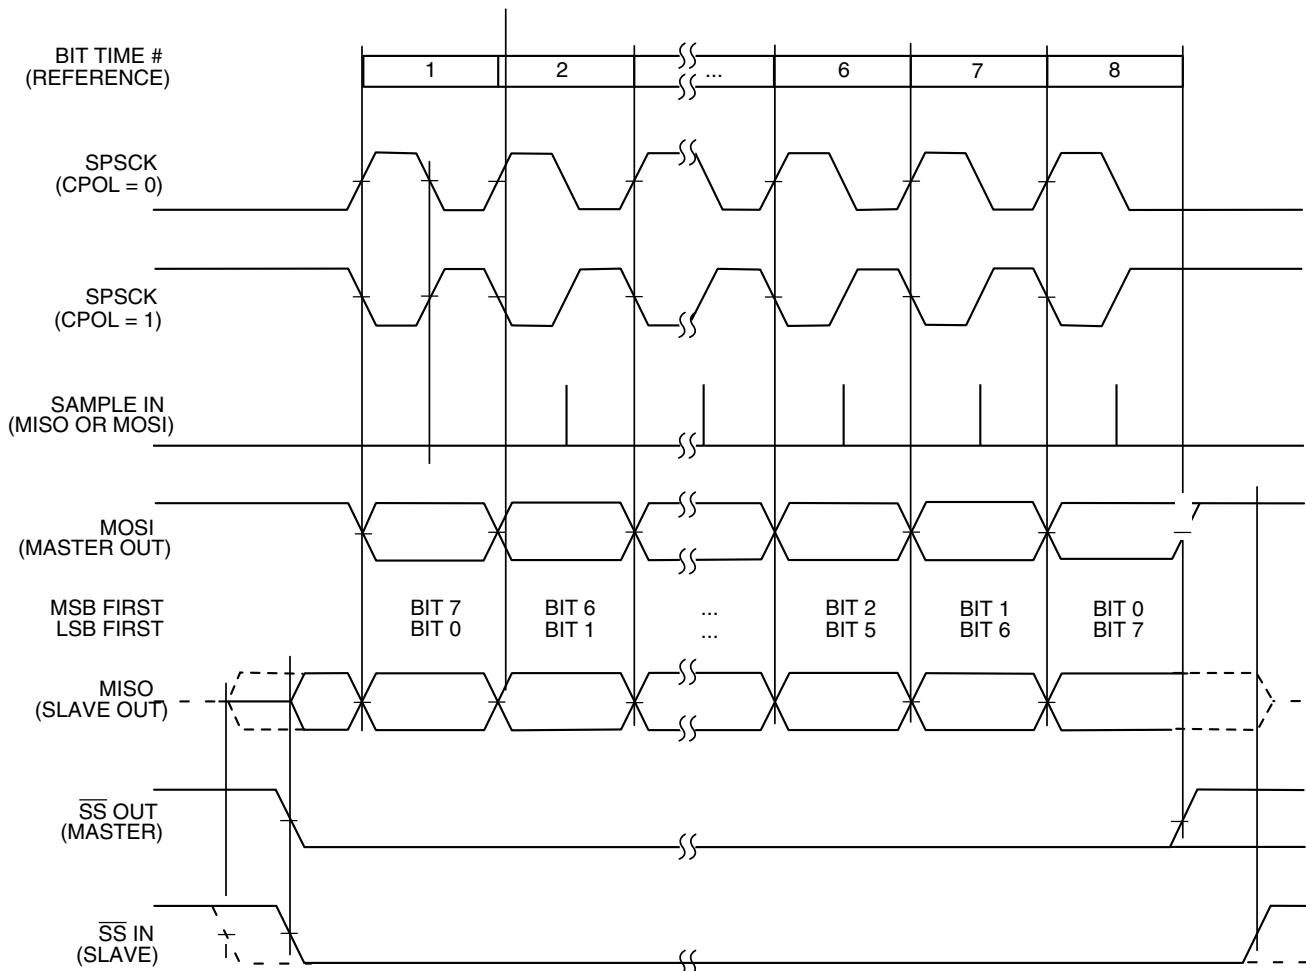 BIT TIME #
(REFERENCE)
1 2 ... 6 7 8
SPSCK
(CPOL = 0)
SPSCK
(CPOL = 1)
SAMPLE IN
(MISO OR MOSI)
MOSI
(MASTER OUT)
MSB FIRST BIT 7 BIT 6 ... BIT 2 BIT 1 BIT 0
LSB FIRST BIT 0 BIT 1 ... BIT 5 BIT 6 BIT 7
MISO
(SLAVE OUT)
SS OUT
(MASTER)
SS IN
(SLAVE)